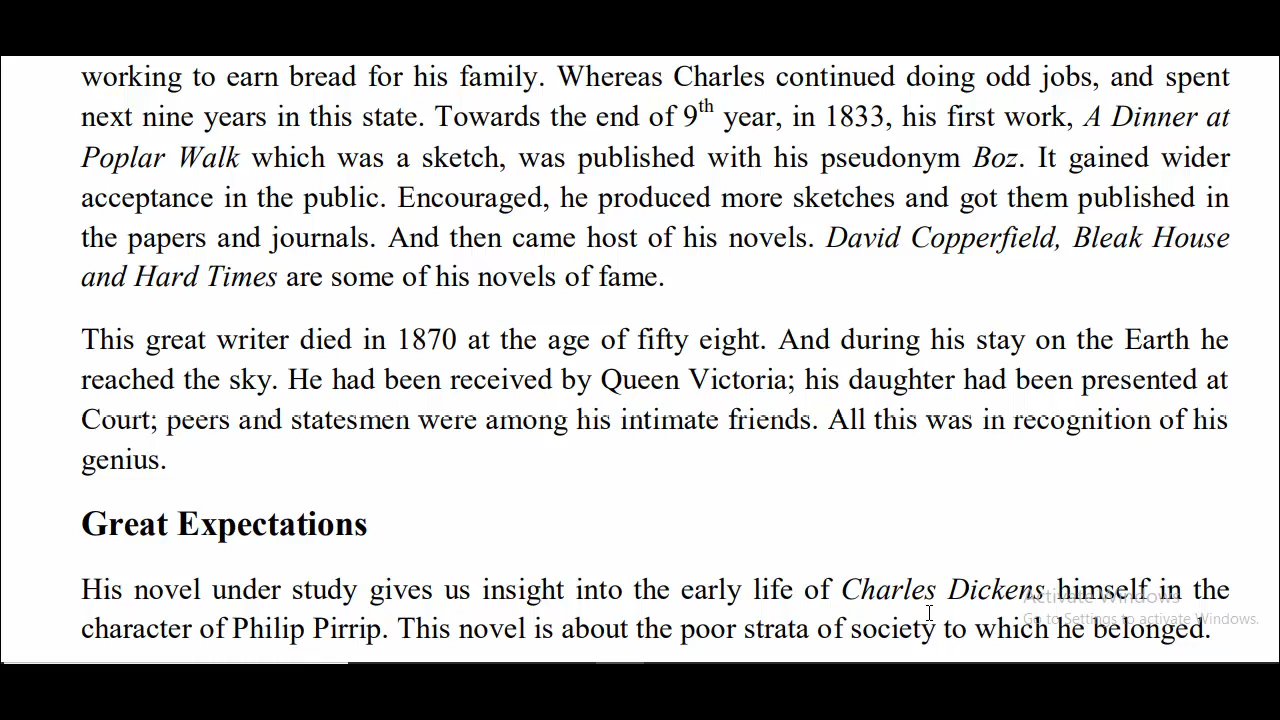 working to earn bread for his family. Whereas Charles continued doing odd jobs, and spent
next nine years in this state. Towards the end of 9th year, in 1833, his first work, A Dinner at
Poplar Walk which was a sketch, was published with his pseudonym Boz. It gained wider
acceptance in the public. Encouraged, he produced more sketches and got them published in
the papers and journals. And then came host of his novels. David Copperfield, Bleak House
and Hard Times are some of his novels of fame.
This great writer died in 1870 at the age of fifty eight. And during his stay on the Earth he
reached the sky. He had been received by Queen Victoria; his daughter had been presented at
Court; peers and statesmen were among his intimate friends. All this was in recognition of his
genius.
Great Expectations
His novel under study gives us insight into the early life of Charles Dickens himself in the
character of Philip Pirrip. This novel is about the poor strata of society to which he belonged.
Activate Windows
Go to Settings to activate Windows.